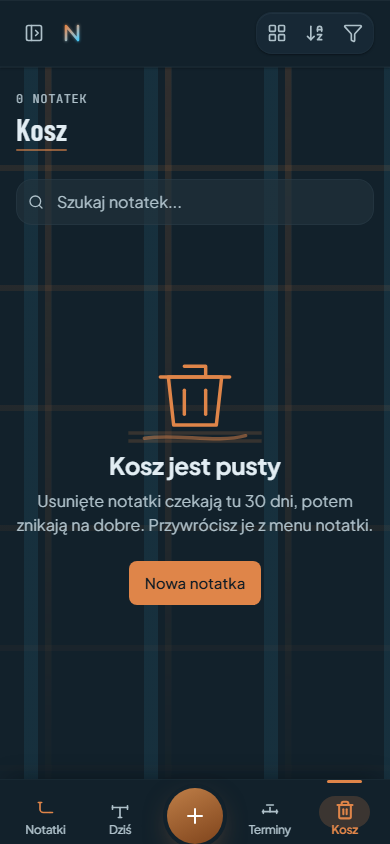 N
0 NOTATEK
Kosz
Szukaj notatek...
Kosz jest pusty
Usunięte notatki czekają tu 30 dni, potem
znikają na dobre. Przywrócisz je z menu notatki.
Nowa notatka
Notatki
Dziś
Terminy
Kosz